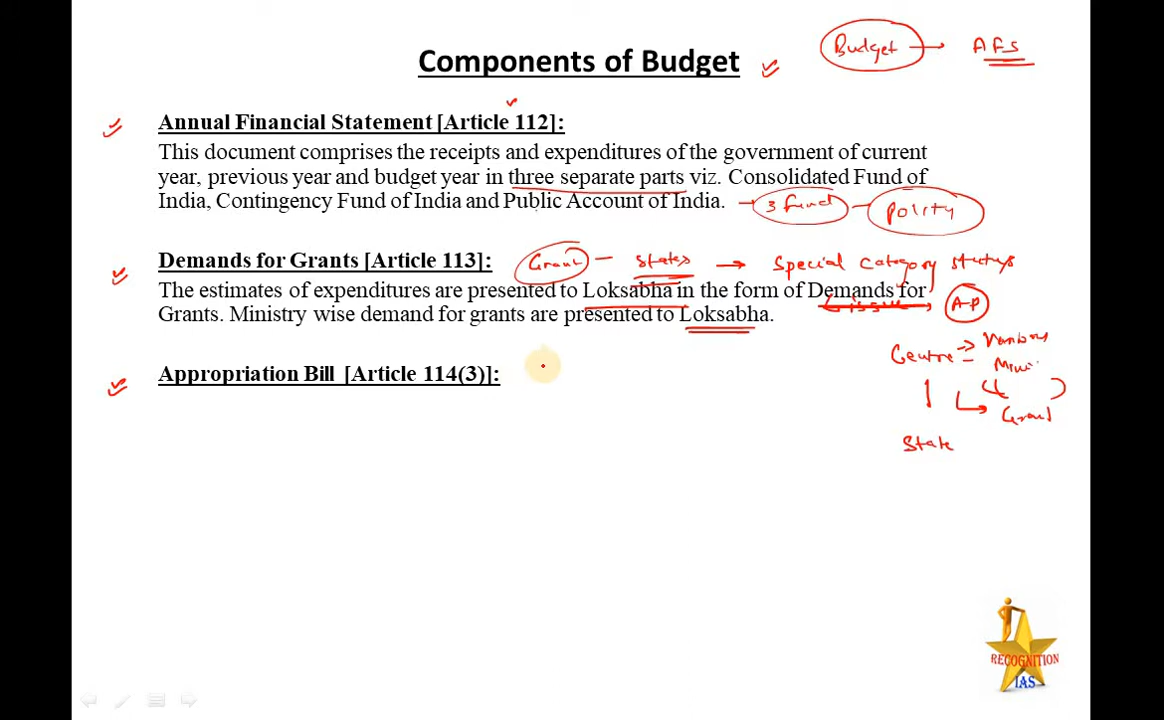 Budget → AFS
Components of Budget
Annual Financial Statement [Article 112]:
This document comprises the receipts and expenditures of the government of current
year, previous year and budget year in three separate parts viz. Consolidated Fund of
India, Contingency Fund of India and Public Account of India. – 3 fund – Polity
Demands for Grants [Article 113]: Grant – States → Special category status
The estimates of expenditures are presented to Loksabha in the form of Demands for
A-P
Grants. Ministry wise demand for grants are presented to Loksabha.
Centre
Appropriation Bill [Article 114(3)]:
Grant
State
RECOGNITION
IAS